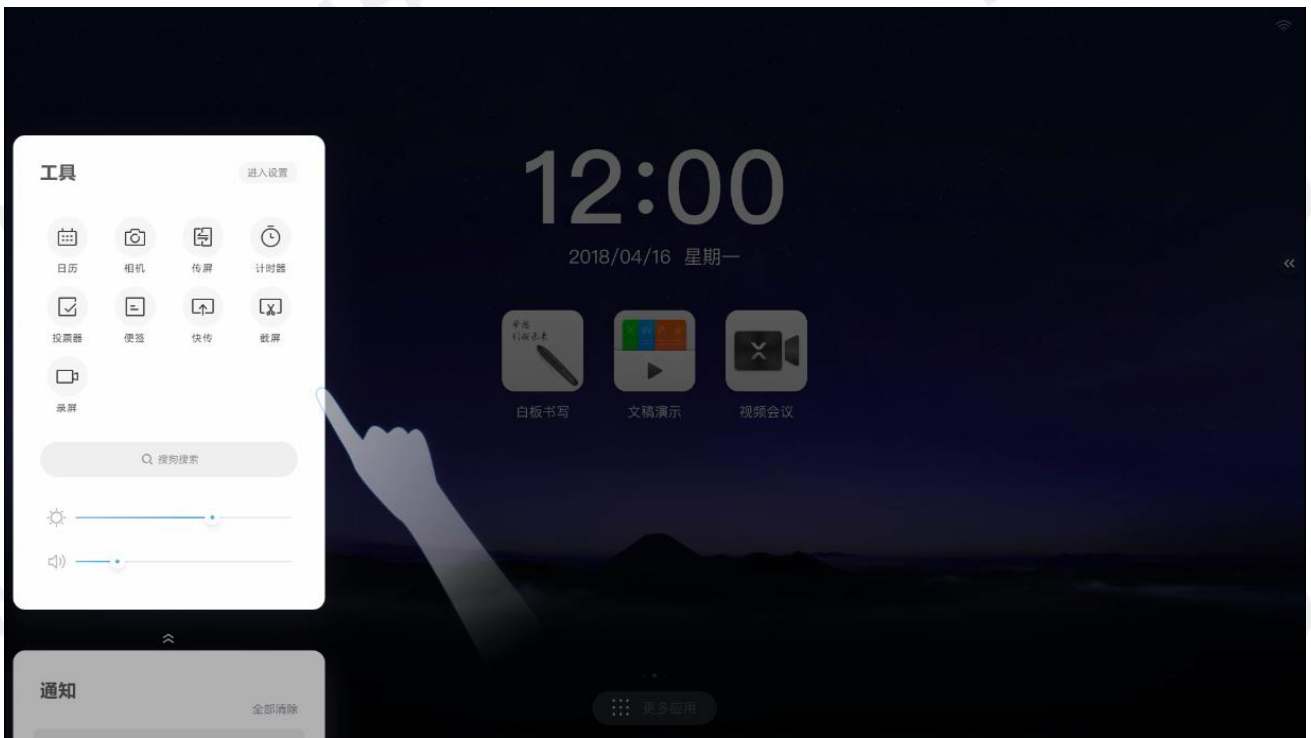 工具
进入设置
日历 相机 传屏 计时器
投票器 便签 快传 截屏
录屏
搜狗搜索
通知
全部清除
12:00
2018/04/16 星期一
白板书写 文稿演示 视频会议
更多应用